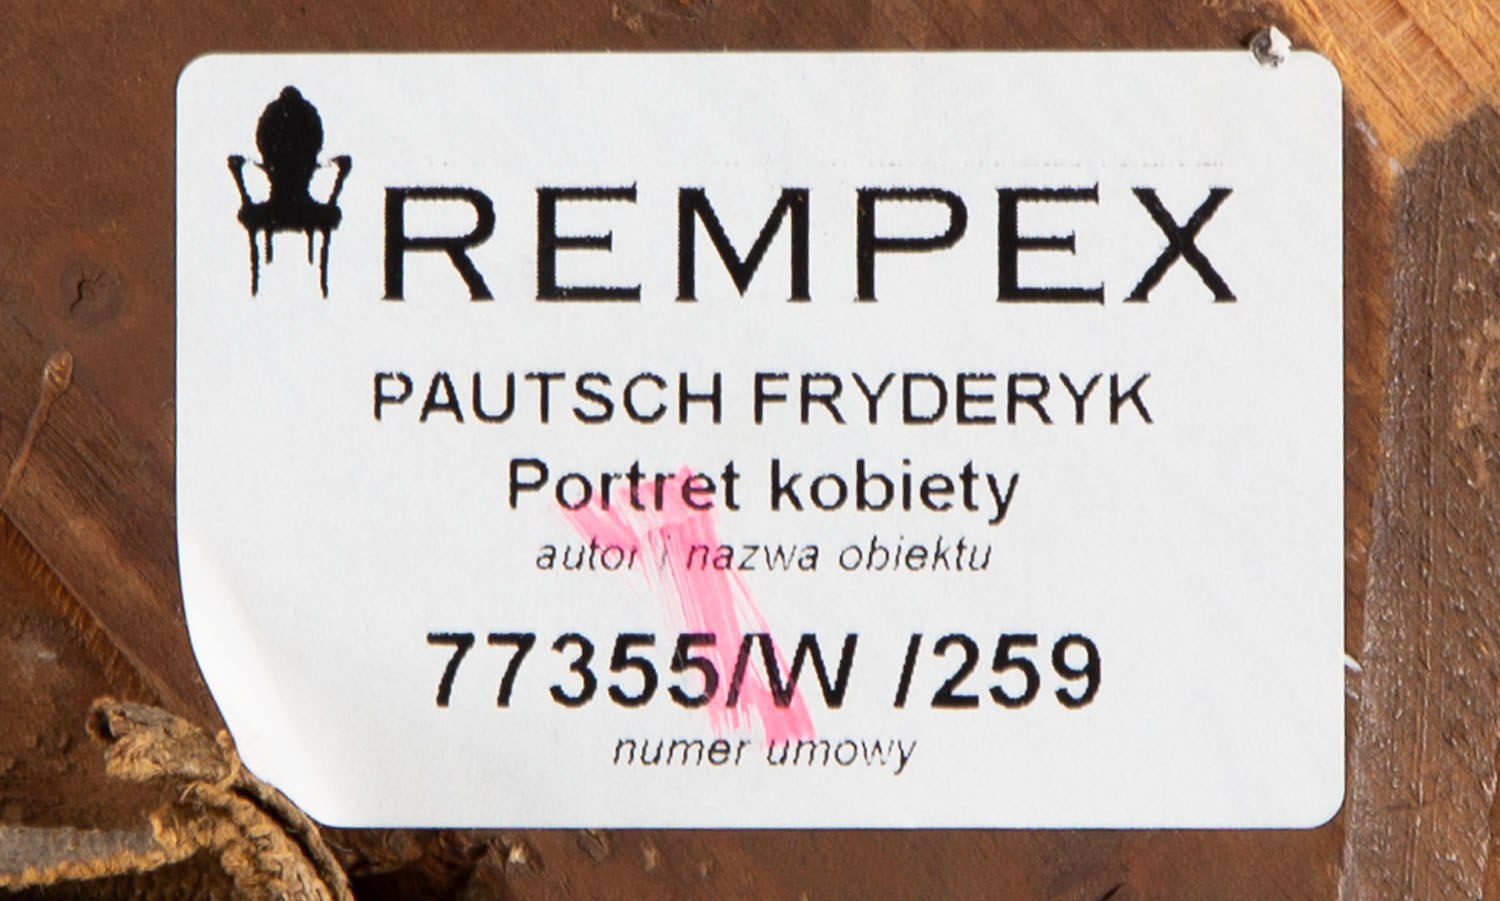 REMPEX
PAUTSCH FRYDERYK
Portret kobiety
autor i nazwa obiektu
77355/W /259
numer umowy